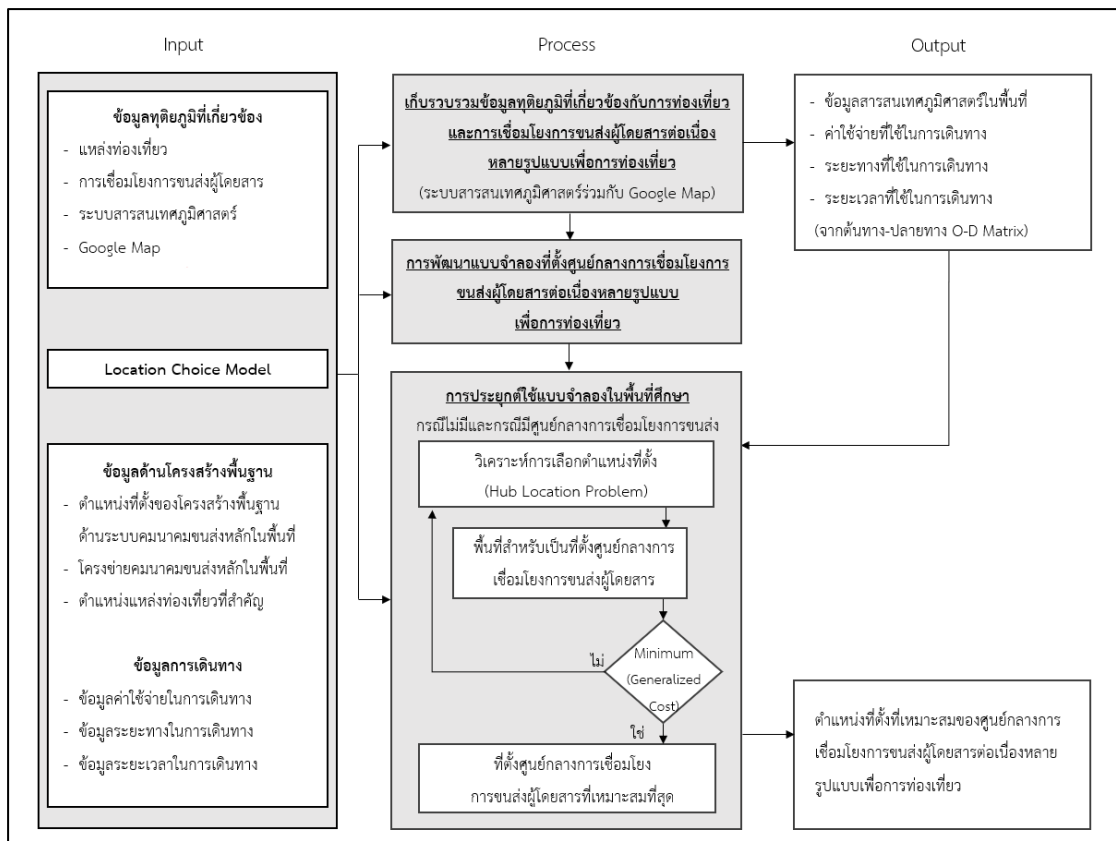 Input
ข้อมูลทุติยภูมิที่เกี่ยวข้อง
- แหล่งท่องเที่ยว
- การเชื่อมโยงการขนส่งผู้โดยสาร
- ระบบสารสนเทศภูมิศาสตร์
- Google Map
Location Choice Model
ข้อมูลด้านโครงสร้างพื้นฐาน
- ตำแหน่งที่ตั้งของโครงสร้างพื้นฐาน
ด้านระบบคมนาคมขนส่งหลักในพื้นที่
- โครงข่ายคมนาคมขนส่งหลักในพื้นที่
- ตำแหน่งแหล่งท่องเที่ยวที่สำคัญ
ข้อมูลการเดินทาง
- ข้อมูลค่าใช้จ่ายในการเดินทาง
- ข้อมูลระยะทางในการเดินทาง
- ข้อมูลระยะเวลาในการเดินทาง
Process
เก็บรวบรวมข้อมูลทุติยภูมิที่เกี่ยวข้องกับการท่องเที่ยว
และการเชื่อมโยงการขนส่งผู้โดยสารต่อเนื่อง
หลายรูปแบบเพื่อการท่องเที่ยว
(ระบบสารสนเทศภูมิศาสตร์ร่วมกับ Google Map)
การพัฒนาแบบจำลองที่ตั้งศูนย์กลางการเชื่อมโยงการ
ขนส่งผู้โดยสารต่อเนื่องหลายรูปแบบ
เพื่อการท่องเที่ยว
การประยุกต์ใช้แบบจำลองในพื้นที่ศึกษา
กรณีไม่มีและกรณีมีศูนย์กลางการเชื่อมโยงการขนส่ง
วิเคราะห์การเลือกตำแหน่งที่ตั้ง
(Hub Location Problem)
พื้นที่สำหรับเป็นที่ตั้งศูนย์กลางการ
เชื่อมโยงการขนส่งผู้โดยสาร
ไม่
Minimum
(Generalized
Cost)
ใช่
ที่ตั้งศูนย์กลางการเชื่อมโยง
การขนส่งผู้โดยสารที่เหมาะสมที่สุด
Output
- ข้อมูลสารสนเทศภูมิศาสตร์ในพื้นที่
- ค่าใช้จ่ายที่ใช้ในการเดินทาง
- ระยะทางที่ใช้ในการเดินทาง
- ระยะเวลาที่ใช้ในการเดินทาง
(จากต้นทาง-ปลายทาง O-D Matrix)
ตำแหน่งที่ตั้งที่เหมาะสมของศูนย์กลางการ
เชื่อมโยงการขนส่งผู้โดยสารต่อเนื่องหลาย
รูปแบบเพื่อการท่องเที่ยว